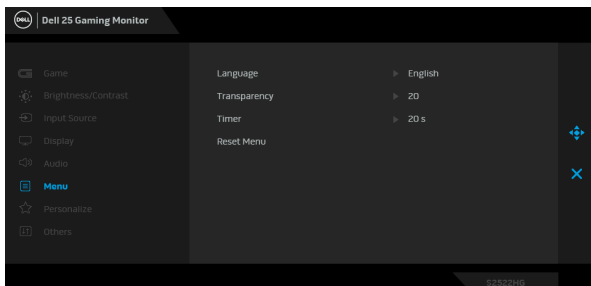 DELL Dell 25 Gaming Monitor
Game Language English
Brightness/Contrast Transparency 20
Input Source Timer 20 s
Display Reset Menu
Audio
Menu
Personalize
Others
S2522HG